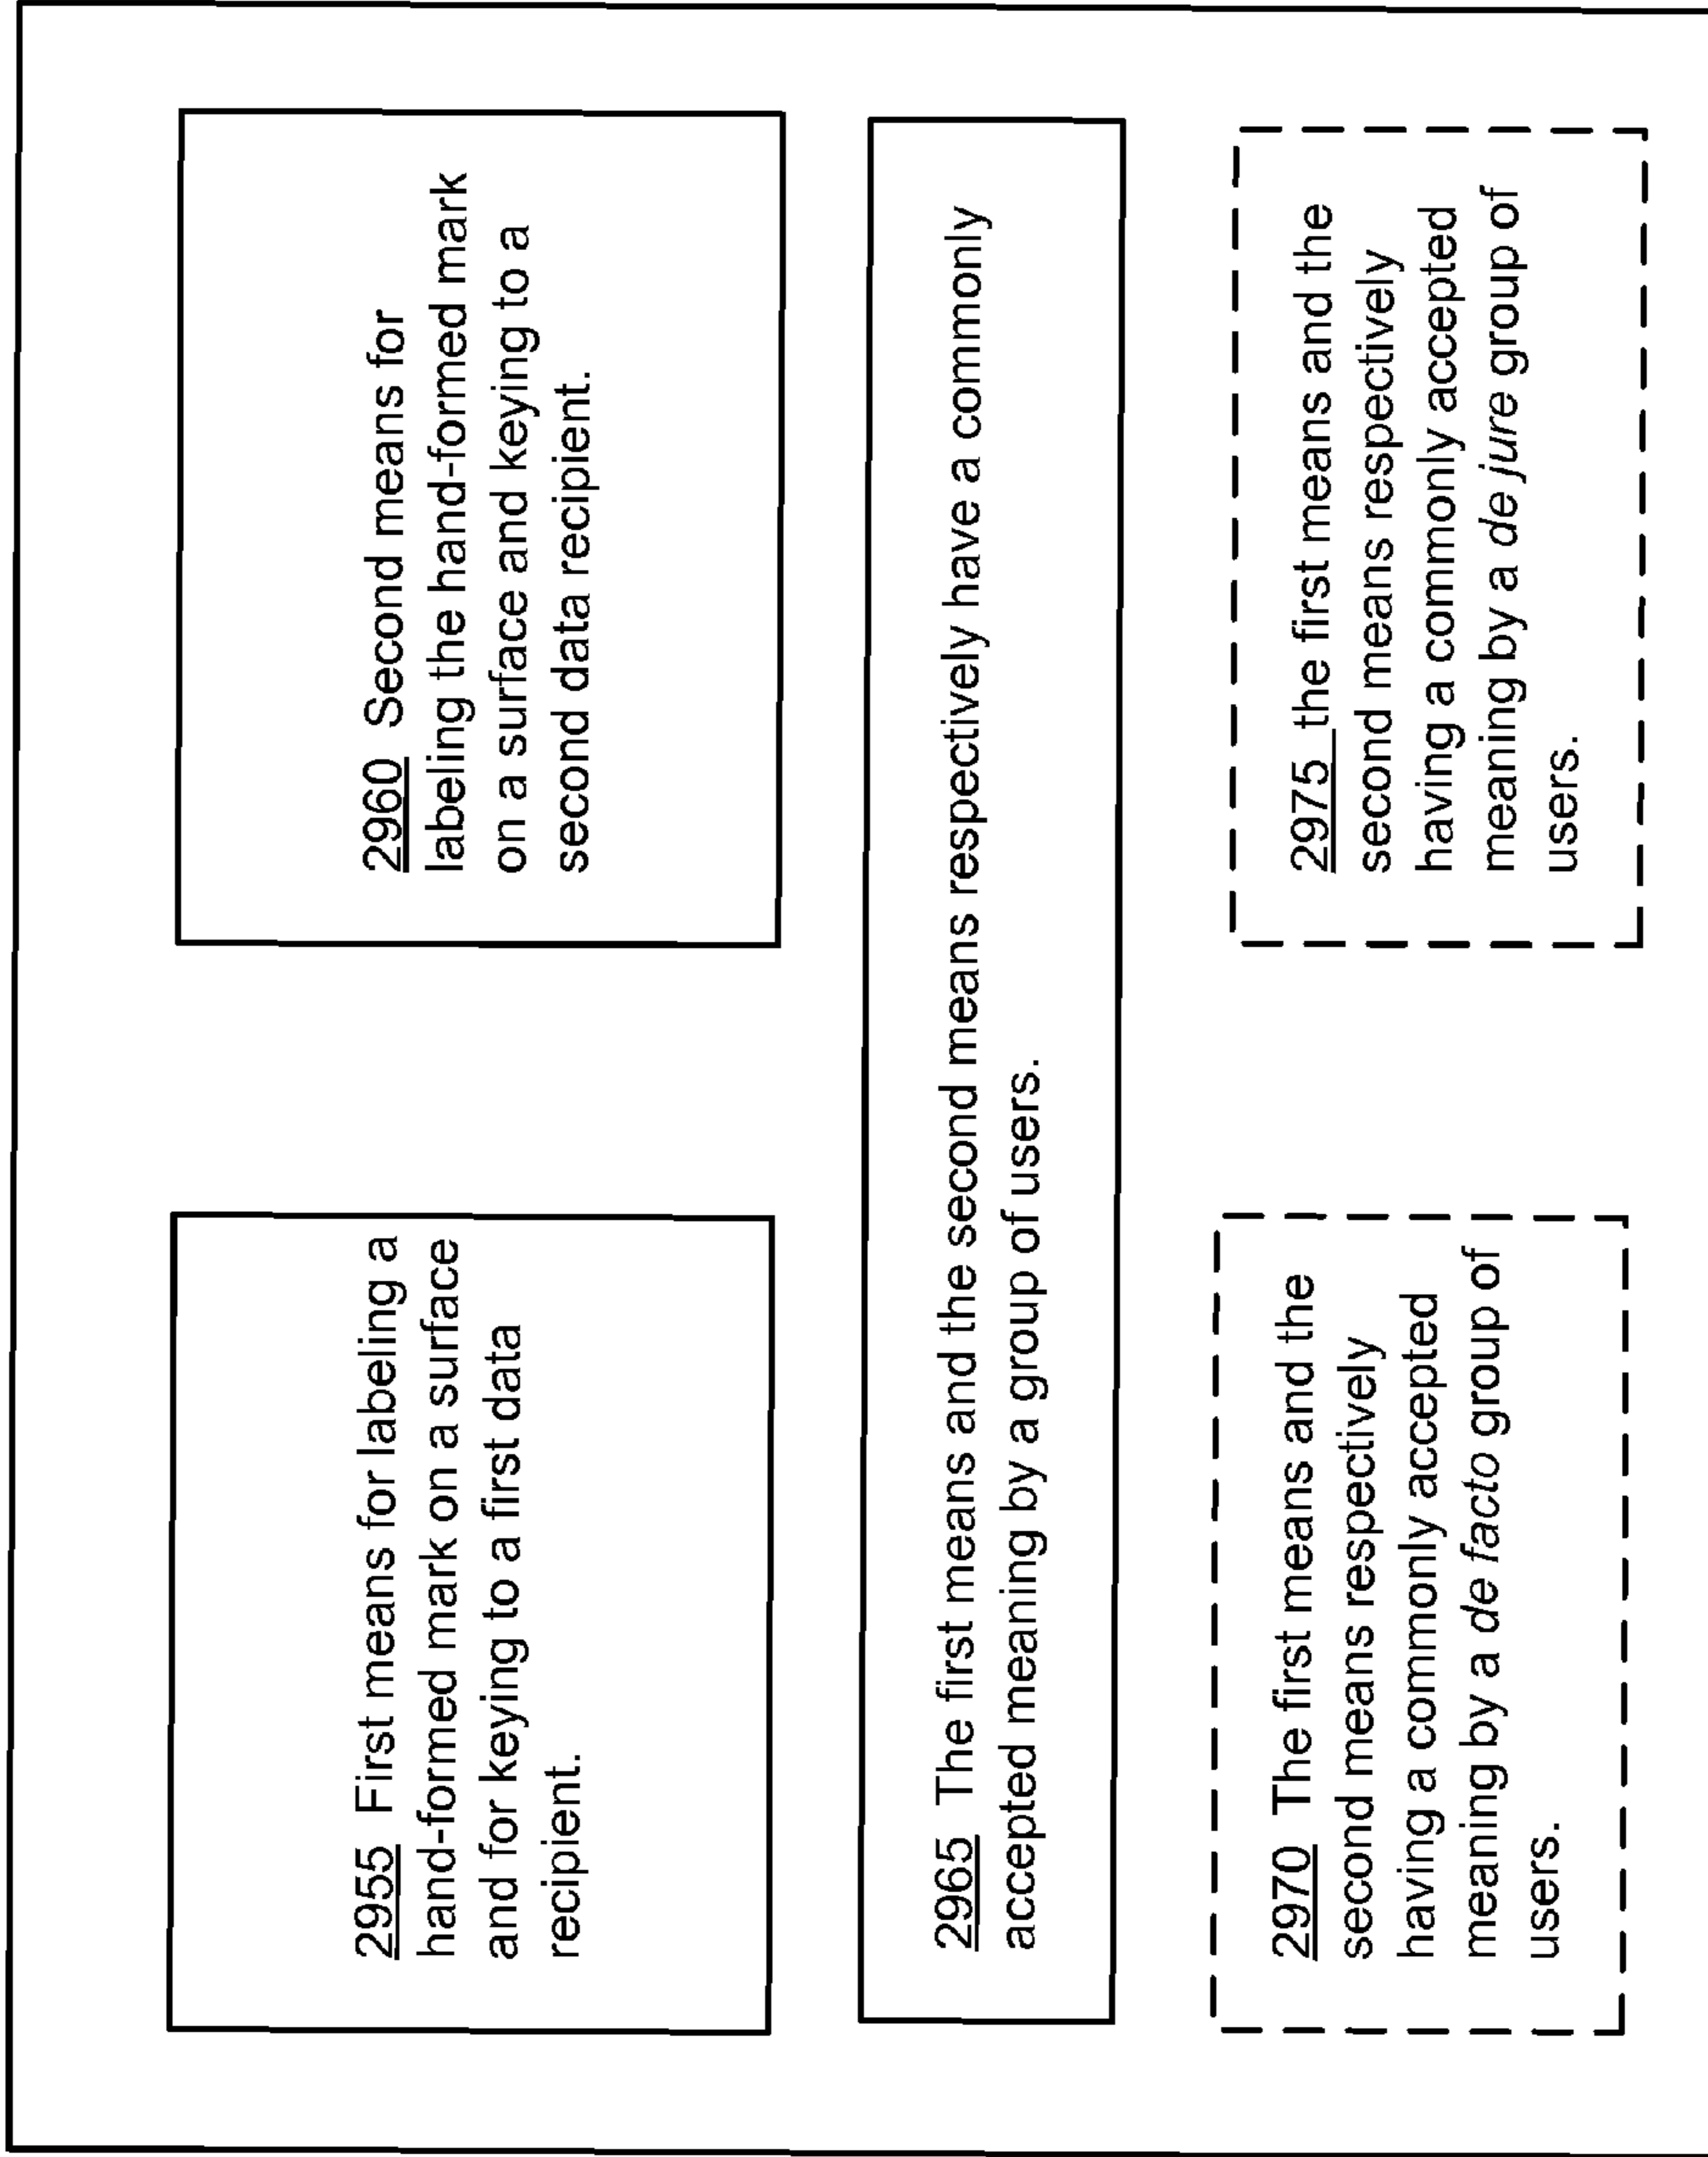 2955 First means for labeling a
hand-formed mark on a surface
and for keying to a first data
recipient.
2960 Second means for
labeling the hand-formed mark
on a surface and keying to a
second data recipient.
2965 The first means and the second means respectively have a commonly
accepted meaning by a group of users.
2970 The first means and the
second means respectively
having a commonly accepted
meaning by a de facto group of
users.
2975 the first means and the
second means respectively
having a commonly accepted
meaning by a de jure group of
users.